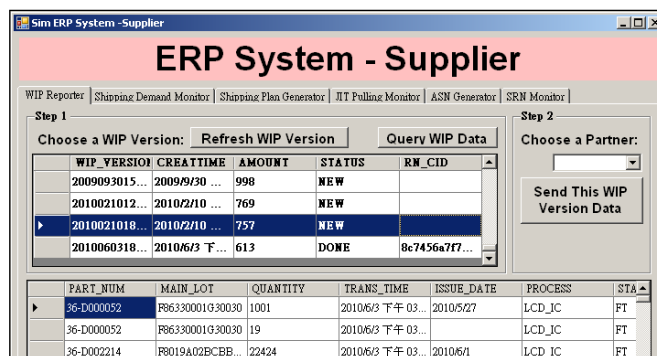 Sim ERP System -Supplier
ERP System - Supplier
WIP Reporter Shipping Demand Monitor Shipping Plan Generator JIT Pulling Monitor ASN Generator SRN Monitor
Step 1 Step 2
Choose a WIP Version: Refresh WIP Version Query WIP Data Choose a Partner:
WIP_VERSION CREATTIME AMOUNT STATUS RN_CID
2009093015... 2009/9/30 ... 998 NEW
Send This WIP Version Data
2010021012... 2010/2/10 ... 769 NEW
2010021018... 2010/2/10 ... 757 NEW
2010060318... 2010/6/3 下... 613 DONE 8c7456a7f7...
PART_NUM MAIN_LOT QUANTITY TRANS_TIME ISSUE_DATE PROCESS STA
36-D000052 F86330001G30030 1001 2010/6/3 下午 03... 2010/5/27 LCD_IC FT
36-D000052 F86330001G30030 19 2010/6/3 下午 03... LCD_IC FT
36-D002214 F8019A02BCBB... 22424 2010/6/3 下午 03... 2010/6/1 LCD_IC FT